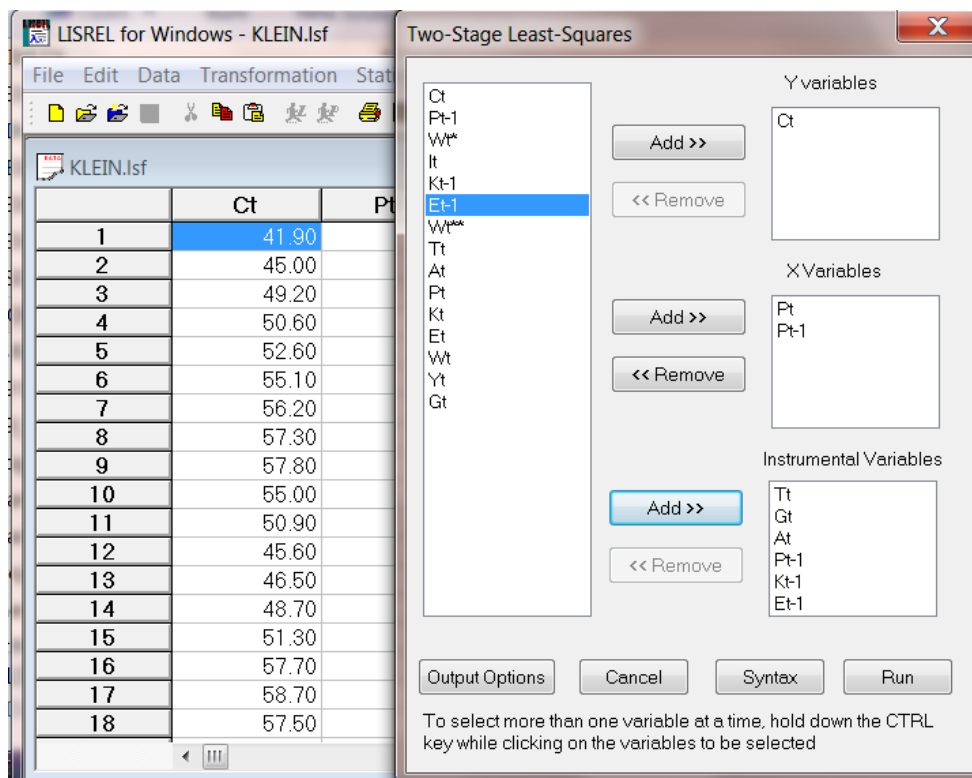 LISREL for Windows - KLEIN.lsf
File Edit Data Transformation
KLEIN.lsf
Ct
1 41.90
2 45.00
3 49.20
4 50.60
5 52.60
6 55.10
7 56.20
8 57.30
9 57.80
10 55.00
11 50.90
12 45.60
13 46.50
14 48.70
15 51.30
16 57.70
17 58.70
18 57.50
Two-Stage Least-Squares
Ct
Pt-1
Wt*
It
Kt-1
Et-1
Wt**
Tt
At
Pt
Kt
Et
Wt
Yt
Gt
Add >>
<< Remove
Y variables
Ct
Add >>
<< Remove
X Variables
Pt
Pt-1
Add >>
<< Remove
Instrumental Variables
Tt
Gt
At
Pt-1
Kt-1
Et-1
Output Options Cancel Syntax Run
To select more than one variable at a time, hold down the CTRL
key while clicking on the variables to be selected